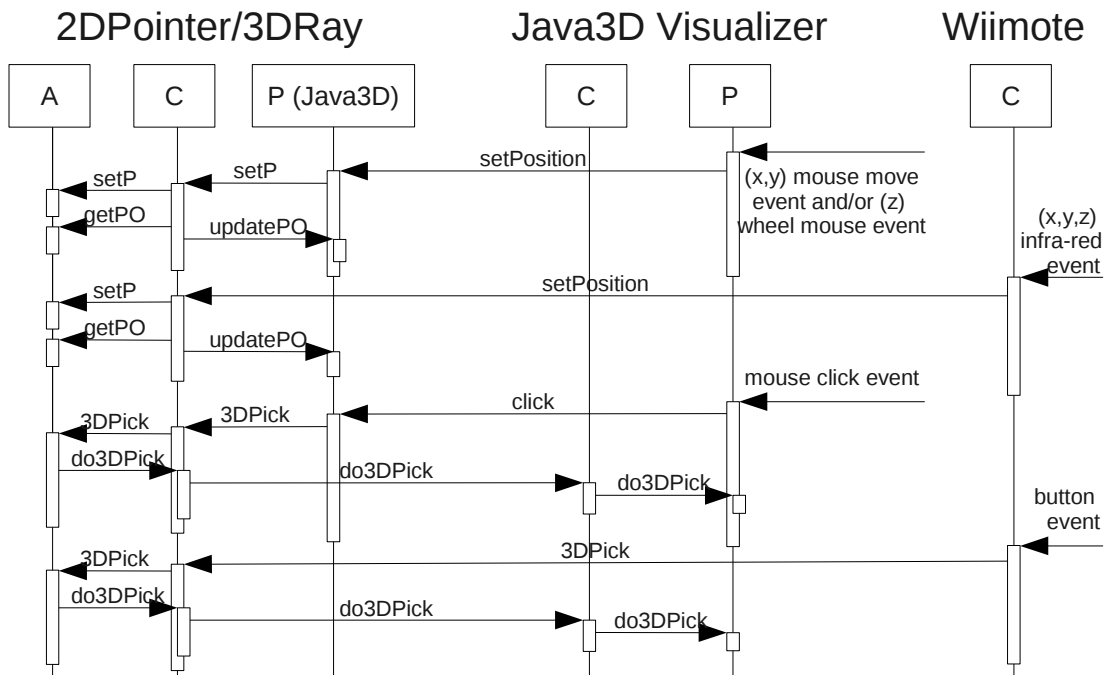 2DPointer/3DRay
Java3D Visualizer
Wiimote
A
C
P (Java3D)
C
P
C
setPosition
setP
setP
(x,y) mouse move
event and/or (z)
wheel mouse event
getPO
updatePO
(x,y,z)
infra-red
event
setPosition
setP
getPO
updatePO
mouse click event
click
3DPick
3DPick
do3DPick
do3DPick
do3DPick
button
event
3DPick
3DPick
do3DPick
do3DPick
do3DPick